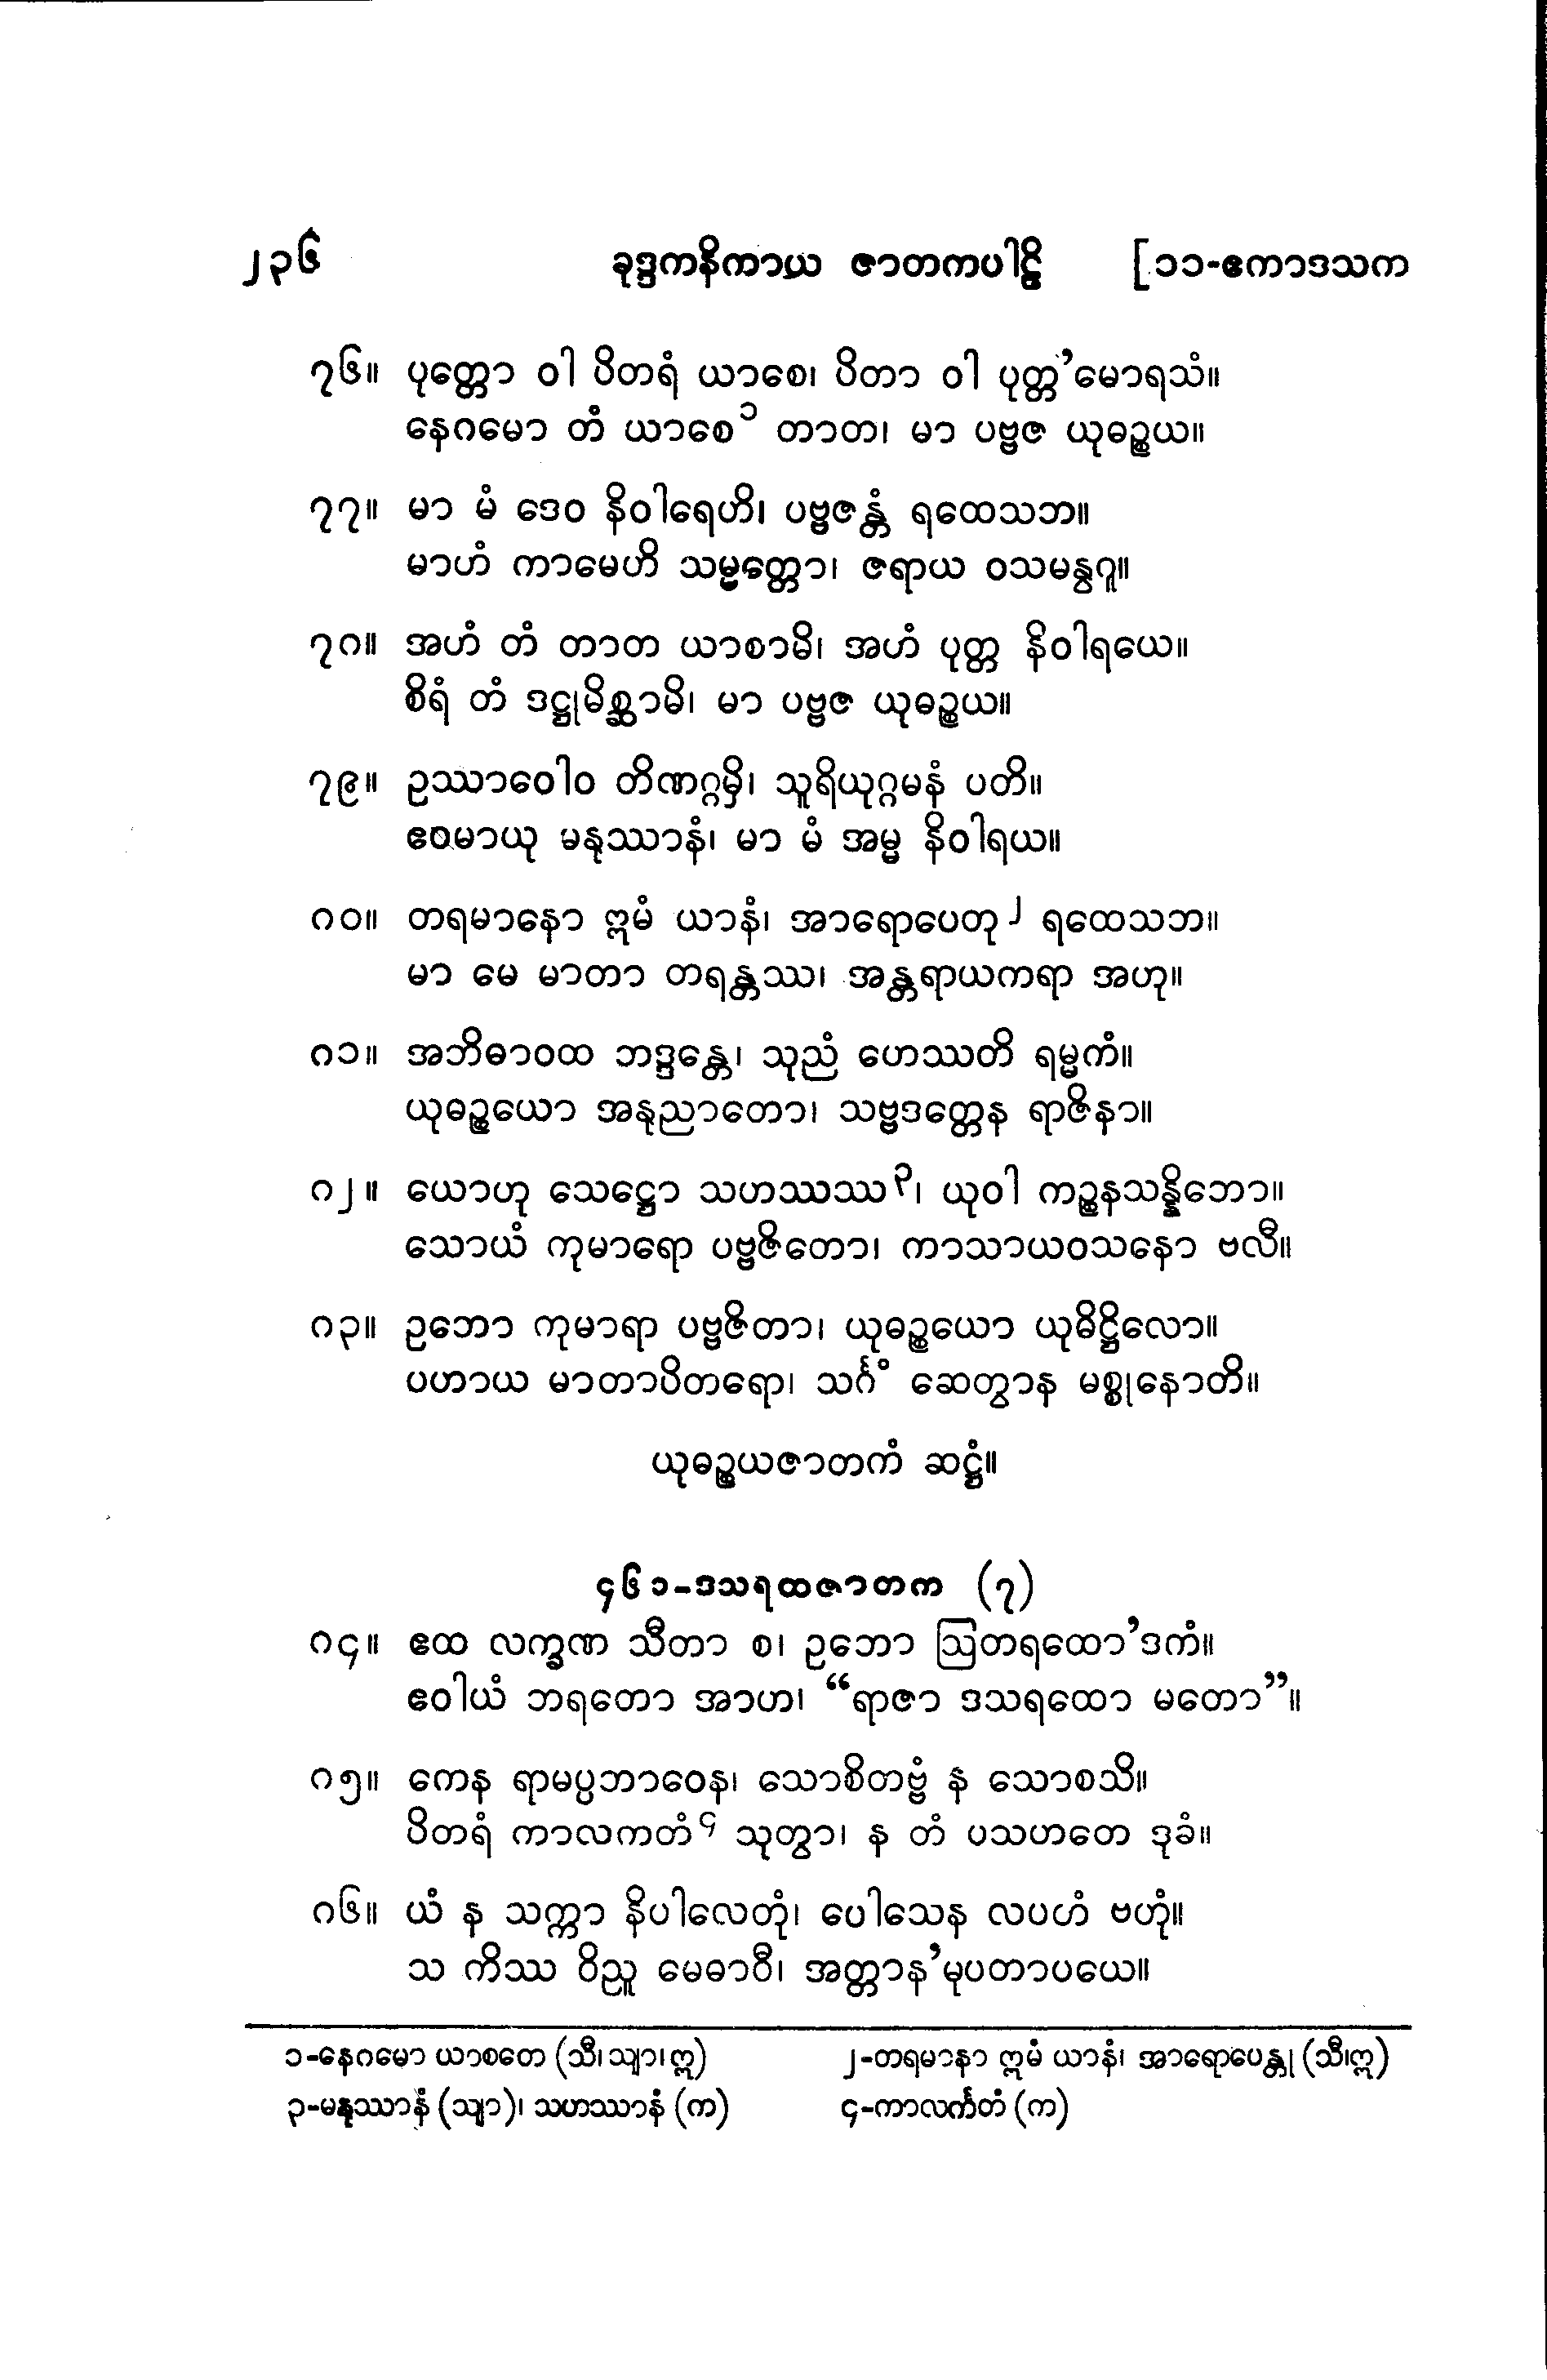 ၂၃၆ ခုဒ္ဒကနိကာယ ဇာတကပါဠိ [၁၁-ဧကာဒသက
၇၆။ ပုတ္တော ဝါ ပိတရံ ယာစေ၊ ပိတာ ဝါ ပုတ္တ’မောရသံ။
နေဂမော တံ ယာစေ ၁ တာတ၊ မာ ပဗ္ဗဇ ယုဓဉ္စယ။
၇၇။ မာ မံ ဒေဝ နိဝါရေဟိ၊ ပဗ္ဗဇန္တံ ရထေသဘ။
မာဟံ ကာမေဟိ သမ္မတ္တော၊ ဇရာယ ဝသမန္વဂူ။
၇၈။ အဟံ တံ တာတ ယာစာမိ၊ အဟံ ပုတ္တ နိဝါရယေ။
စိရံ တံ ဒဋ္ဌုမိစ္ဆာမိ၊ မာ ပဗ္ဗဇ ယုဓဉ္စယ။
၇၉။ ဥဿာဝေါဝ တိဏဂ္ဂမှိ၊ သူရိယုဂ္ဂမနံ ပတိ။
ဧဝမာယု မနုဿာနံ၊ မာ မံ အမ္မ နိဝါရယ။
၈၀။ တရမာနော ဣမံ ယာနံ၊ အာရောပေတု ၂ ရထေသဘ။
မာ မေ မာတာ တရန္တဿ၊ အန္တရာယကရာ အဟု။
၈၁။ အဘိဓာဝထ ဘဒ္ဒန္တေ၊ သုညံ ဟေဿတိ ရမ္မကံ။
ယုဓဉ္စယော အနုညာတော၊ သဗ္ဗဒတ္တေန ရာဇိနာ။
၈၂။ ယောဟု သေဋ္ဌော သဟဿဿ ၃၊ ယုဝါ ကဉ္စနသန္နိဘော။
သောယံ ကုမာရော ပဗ္ဗဇိတော၊ ကာသာယဝသနော ဗလီ။
၈၃။ ဥဘော ကုမာရာ ပဗ္ဗဇိတာ၊ ယုဓဉ္စယော ယုဓိဋ္ဌိလော။
ပဟာယ မာတာပိတရော၊ သင်္ဂံ ဆေတွာန မစ္စုနောတိ။
ယုဓဉ္စယဇာတကံ ဆဋ္ဌံ။
၄၆၁-ဒသရထဇာတက (၇)
၈၄။ ဧထ လက္ခဏ သီတာ စ၊ ဥဘော ဩတရထော’ဒကံ။
ဧဝါယံ ဘရတော အာဟ၊ “ရာဇာ ဒသရထော မတော”။
၈၅။ ကေန ရာမပ္ပဘာဝေန၊ သောစိတဗ္ဗံ န သောစသိ။
ပိတရံ ကာလကတံ ၄ သုတွာ၊ န တံ ပသဟတေ ဒုခံ။
၈၆။ ယံ န သက္ကာ နိပါလေတုံ၊ ပေါသေန လပဟံ ဗဟုံ။
သ ကိဿ ဝိညူ မေဓာဝီ၊ အတ္တာန’မုပတာပယေ။
၁-နေဂမော ယာစတေ (သီ၊ သျာ၊ ဣ) ၂-တရမာနာ ဣမံ ယာနံ၊ အာရောပေန္တု (သီ၊ဣ)
၃-မနုဿာနံ (သျာ)၊ သဟဿာနံ (က) ၄-ကာလင်္ကတံ (က)